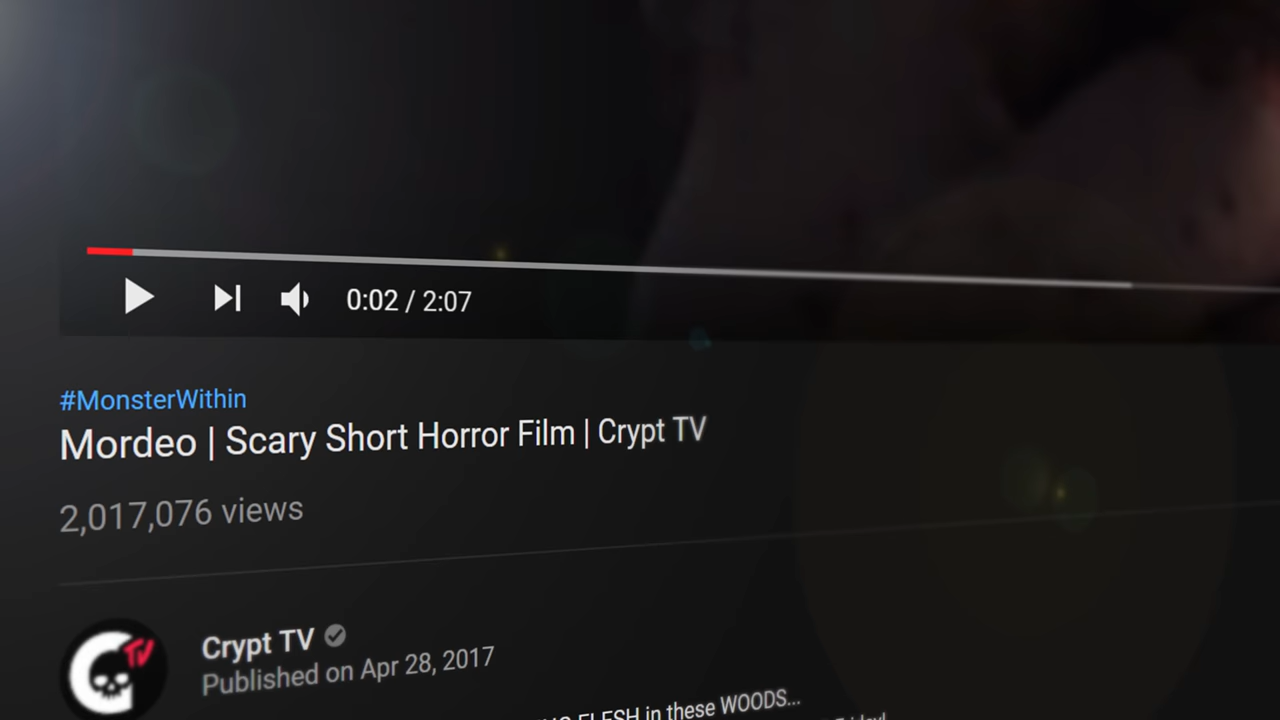 0:02 / 2:07
#MonsterWithin
Mordeo | Scary Short Horror Film | Crypt TV
2,017,076 views
TV
Crypt TV
Published on Apr 28, 2017
FLESH in these WOODS...